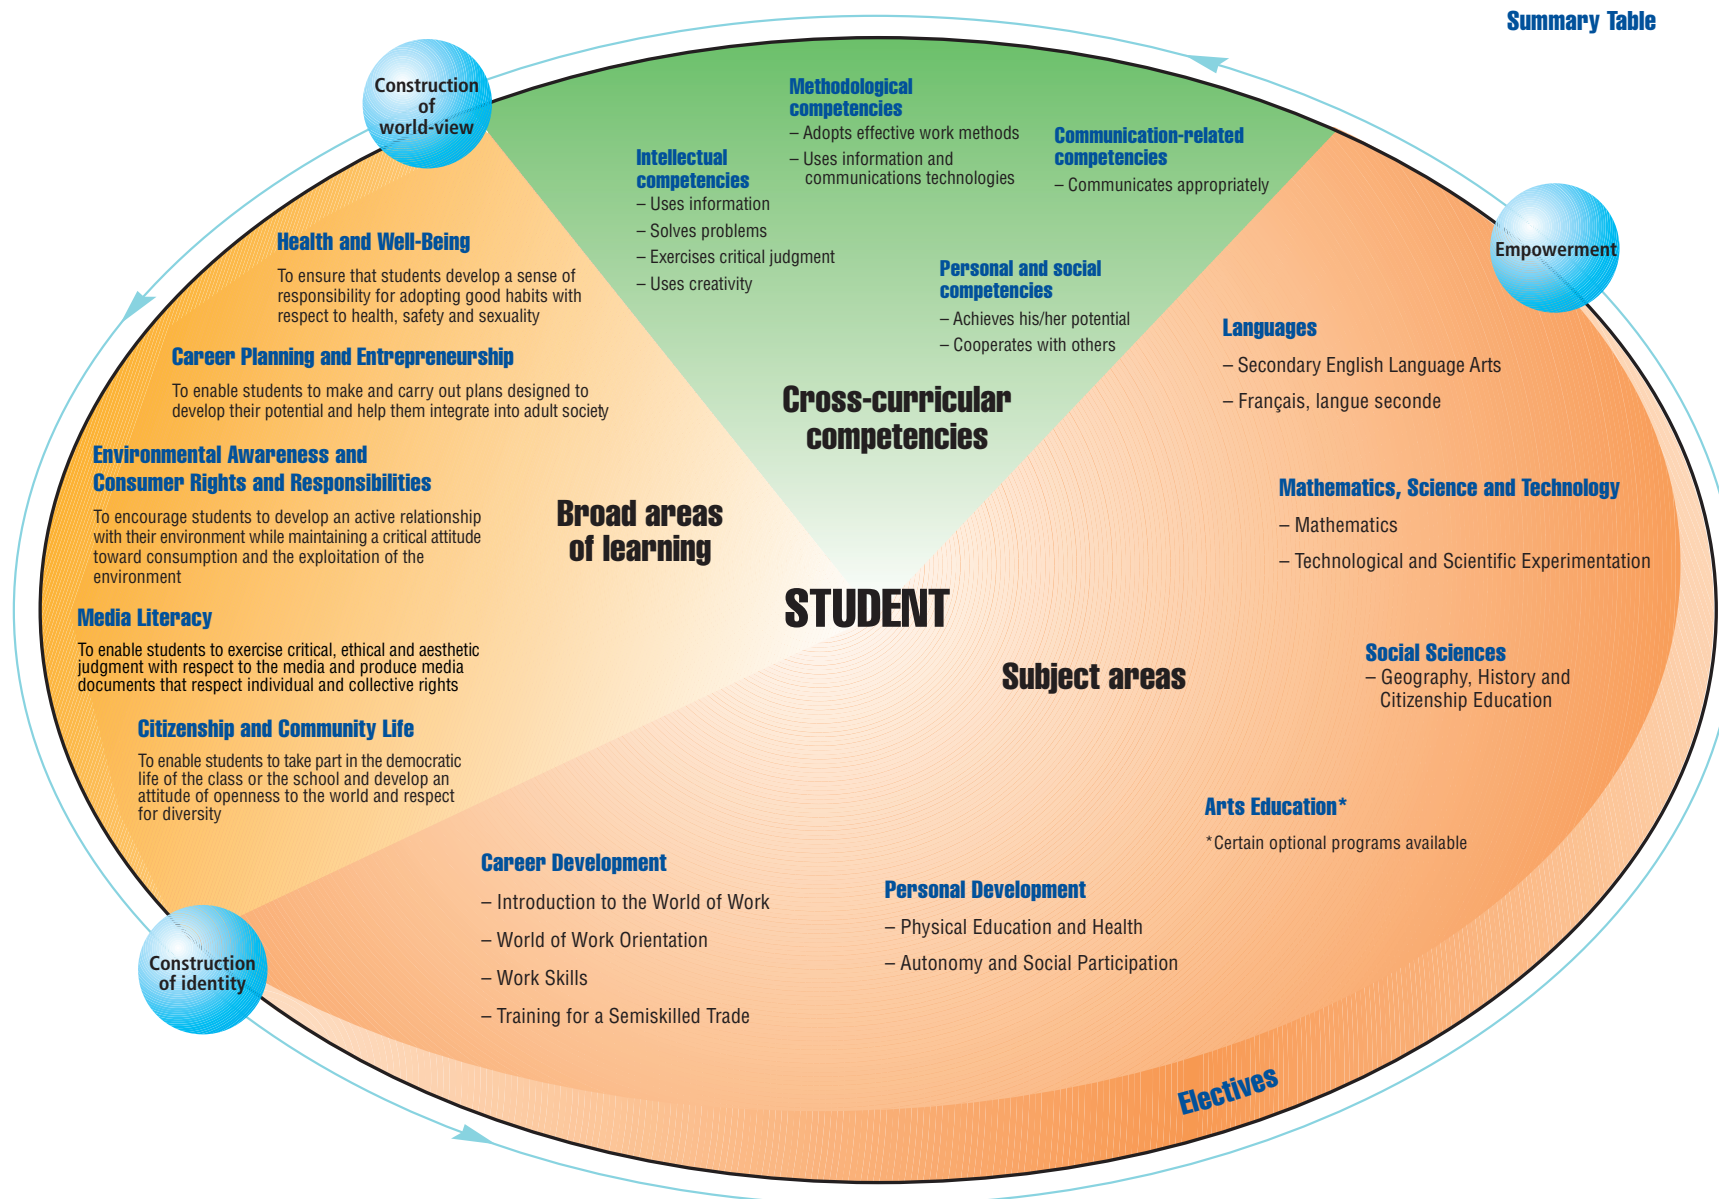 Summary Table
Construction
of
world-view
Methodological
competencies
– Adopts effective work methods
– Uses information and
communications technologies
Communication-related
competencies
– Communicates appropriately
Intellectual
competencies
– Uses information
– Solves problems
– Exercises critical judgment
– Uses creativity
Personal and social
competencies
– Achieves his/her potential
– Cooperates with others
Cross-curricular
competencies
Empowerment
Health and Well-Being
To ensure that students develop a sense of
responsibility for adopting good habits with
respect to health, safety and sexuality
Career Planning and Entrepreneurship
To enable students to make and carry out plans designed to
develop their potential and help them integrate into adult society
Environmental Awareness and
Consumer Rights and Responsibilities
To encourage students to develop an active relationship
with their environment while maintaining a critical attitude
toward consumption and the exploitation of the
environment
Media Literacy
To enable students to exercise critical, ethical and aesthetic
judgment with respect to the media and produce media
documents that respect individual and collective rights
Citizenship and Community Life
To enable students to take part in the democratic
life of the class or the school and develop an
attitude of openness to the world and respect
for diversity
Broad areas
of learning
STUDENT
Subject areas
Languages
– Secondary English Language Arts
– Français, langue seconde
Mathematics, Science and Technology
– Mathematics
– Technological and Scientific Experimentation
Social Sciences
– Geography, History and
Citizenship Education
Arts Education*
*Certain optional programs available
Personal Development
– Physical Education and Health
– Autonomy and Social Participation
Career Development
– Introduction to the World of Work
– World of Work Orientation
– Work Skills
– Training for a Semiskilled Trade
Construction
of identity
Electives